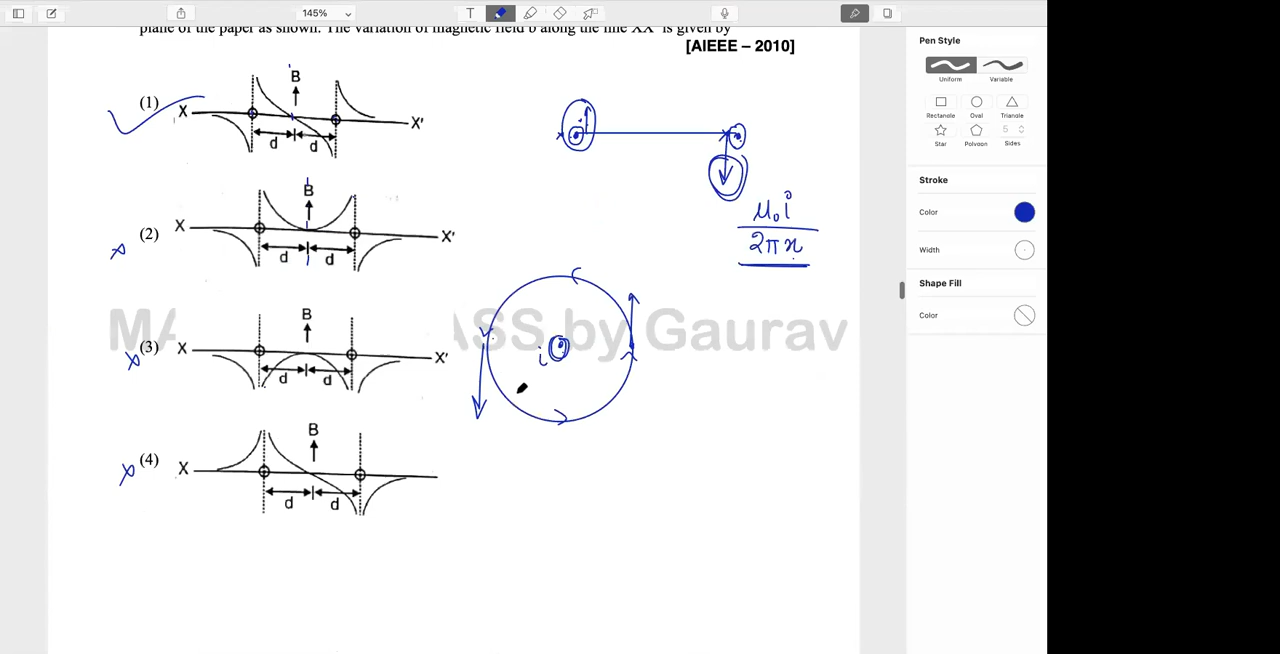 145%
T
plane of the paper as shown. The variation of magnetic field b along the line XX' is given by
[AIEEE – 2010]
(1)
X
B
X'
d
d
(2)
X
B
X'
d
d
(3)
X
B
X'
d
d
(4)
X
B
d
d
μ₀i
2πx
i
MA
ASS by Gaurav
Pen Style
Uniform
Variable
Rectangle
Oval
Triangle
Star
Polygon
5
Sides
Stroke
Color
Width
Shape Fill
Color